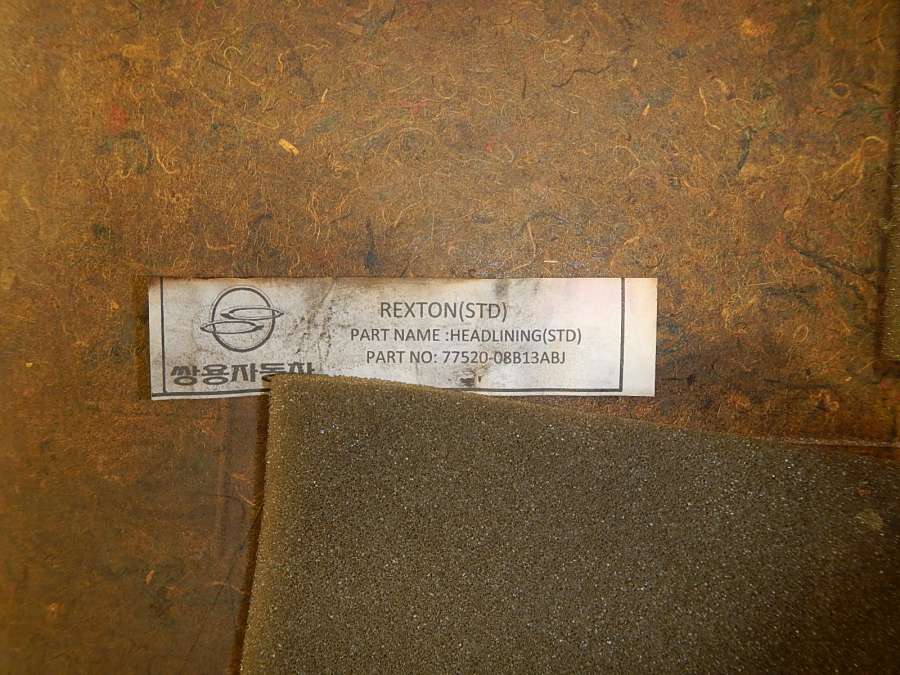 REXTON(STD)
PART NAME :HEADLINING(STD)
PART NO: 77520-08B13ABJ
쌍용자동차